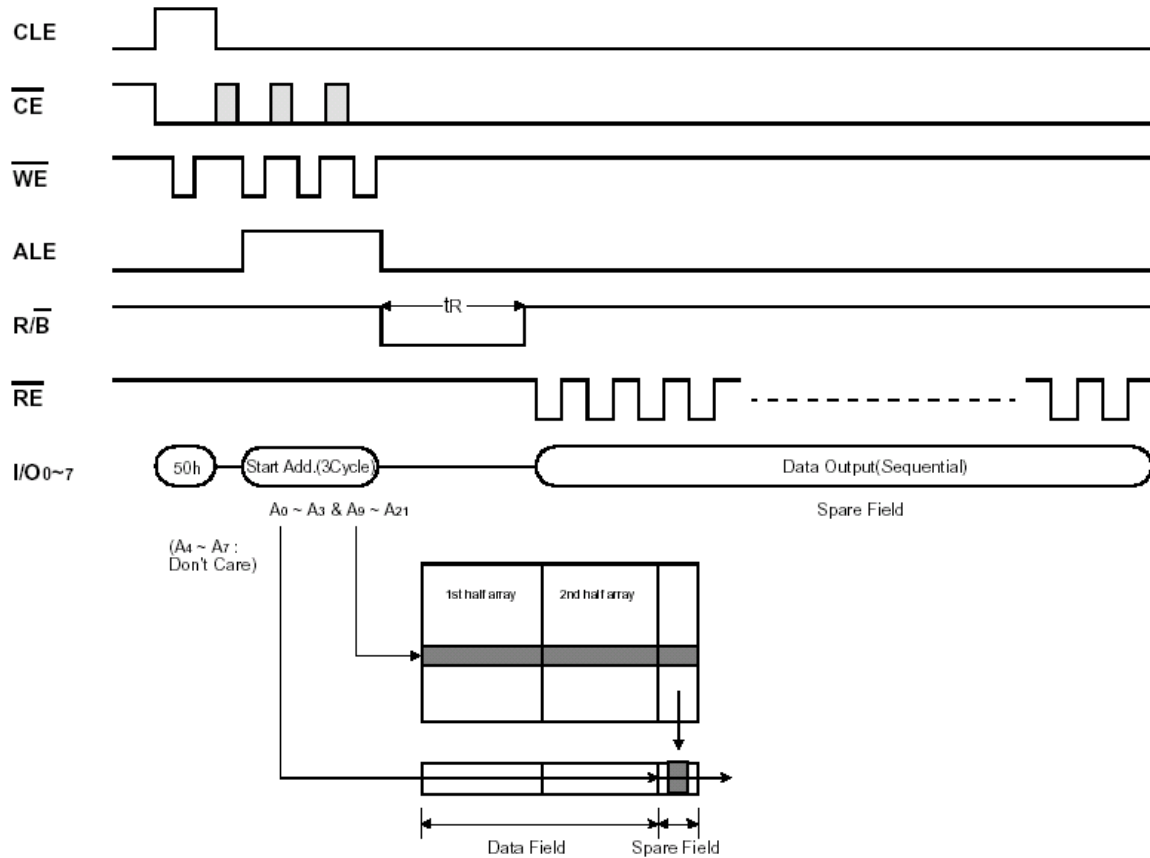 CLE
CE
WE
ALE
R/B
tR
RE
I/O0~7
50h
Start Add.(3Cycle)
Data Output(Sequential)
A0 ~ A3 & A9 ~ A21
Spare Field
(A4 ~ A7 :
Don't Care)
1st half array
2nd half array
Data Field
Spare Field